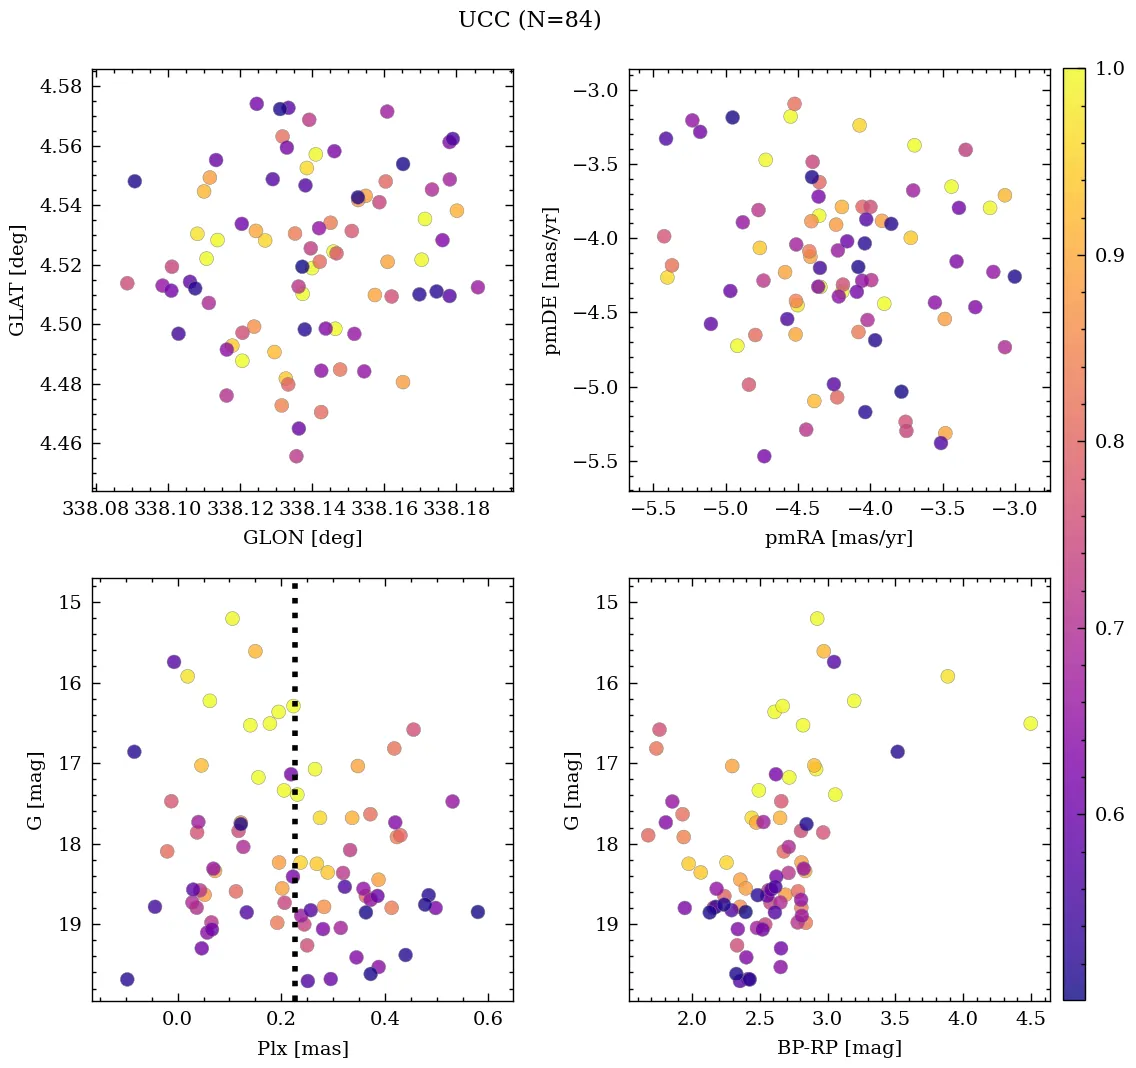 UCC (N=84)
4.58
4.56
4.54
4.52
4.50
4.48
4.46
GLAT [deg]
338.08 338.10 338.12 338.14 338.16 338.18
GLON [deg]
−3.0
−3.5
−4.0
−4.5
−5.0
−5.5
pmDE [mas/yr]
−5.5 −5.0 −4.5 −4.0 −3.5 −3.0
pmRA [mas/yr]
1.0
0.9
0.8
0.7
0.6
15
16
17
18
19
G [mag]
0.0 0.2 0.4 0.6
Plx [mas]
15
16
17
18
19
G [mag]
2.0 2.5 3.0 3.5 4.0 4.5
BP-RP [mag]